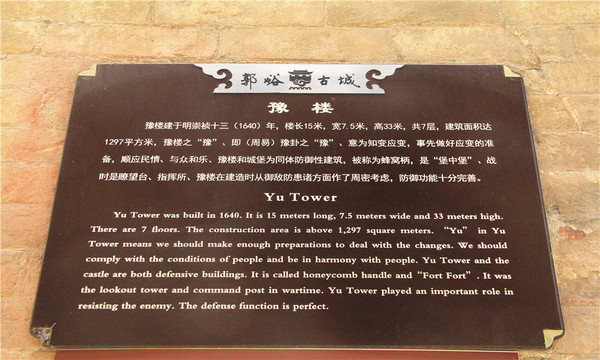 郭峪 古城
豫楼
豫楼建于明崇祯十三（1640）年，楼长15米，宽7.5米，高33米，共7层，建筑面积达
1297平方米，豫楼之“豫”、即（周易）豫卦之“豫”、意为知变应变，事先做好应变的准
备，顺应民情、与众和乐、豫楼和城堡为同体防御性建筑，被称为蜂窝柄，是“堡中堡”、战
时是瞭望台、指挥所、豫楼在建造时从御敌防患诸方面作了周密考虑，防御功能十分完善。
Yu Tower
Yu Tower was built in 1640. It is 15 meters long, 7.5 meters wide and 33 meters high.
There are 7 floors. The construction area is above 1,297 square meters. “Yu” in Yu
Tower means we should make enough preparations to deal with the changes. We should
comply with the conditions of people and be in harmony with people. Yu Tower and the
castle are both defensive buildings. It is called honeycomb handle and “Fort Fort”. It was
the lookout tower and command post in wartime. Yu Tower played an important role in
resisting the enemy. The defense function is perfect.